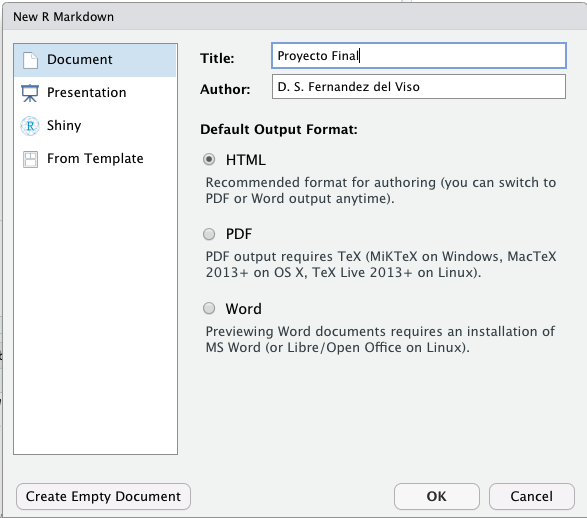 New R Markdown
Document
Presentation
Shiny
From Template
Title:
Proyecto Final
Author:
D. S. Fernandez del Viso
Default Output Format:
HTML
Recommended format for authoring (you can switch to
PDF or Word output anytime).
PDF
PDF output requires TeX (MiKTeX on Windows, MacTeX
2013+ on OS X, TeX Live 2013+ on Linux).
Word
Previewing Word documents requires an installation of
MS Word (or Libre/Open Office on Linux).
Create Empty Document
OK
Cancel